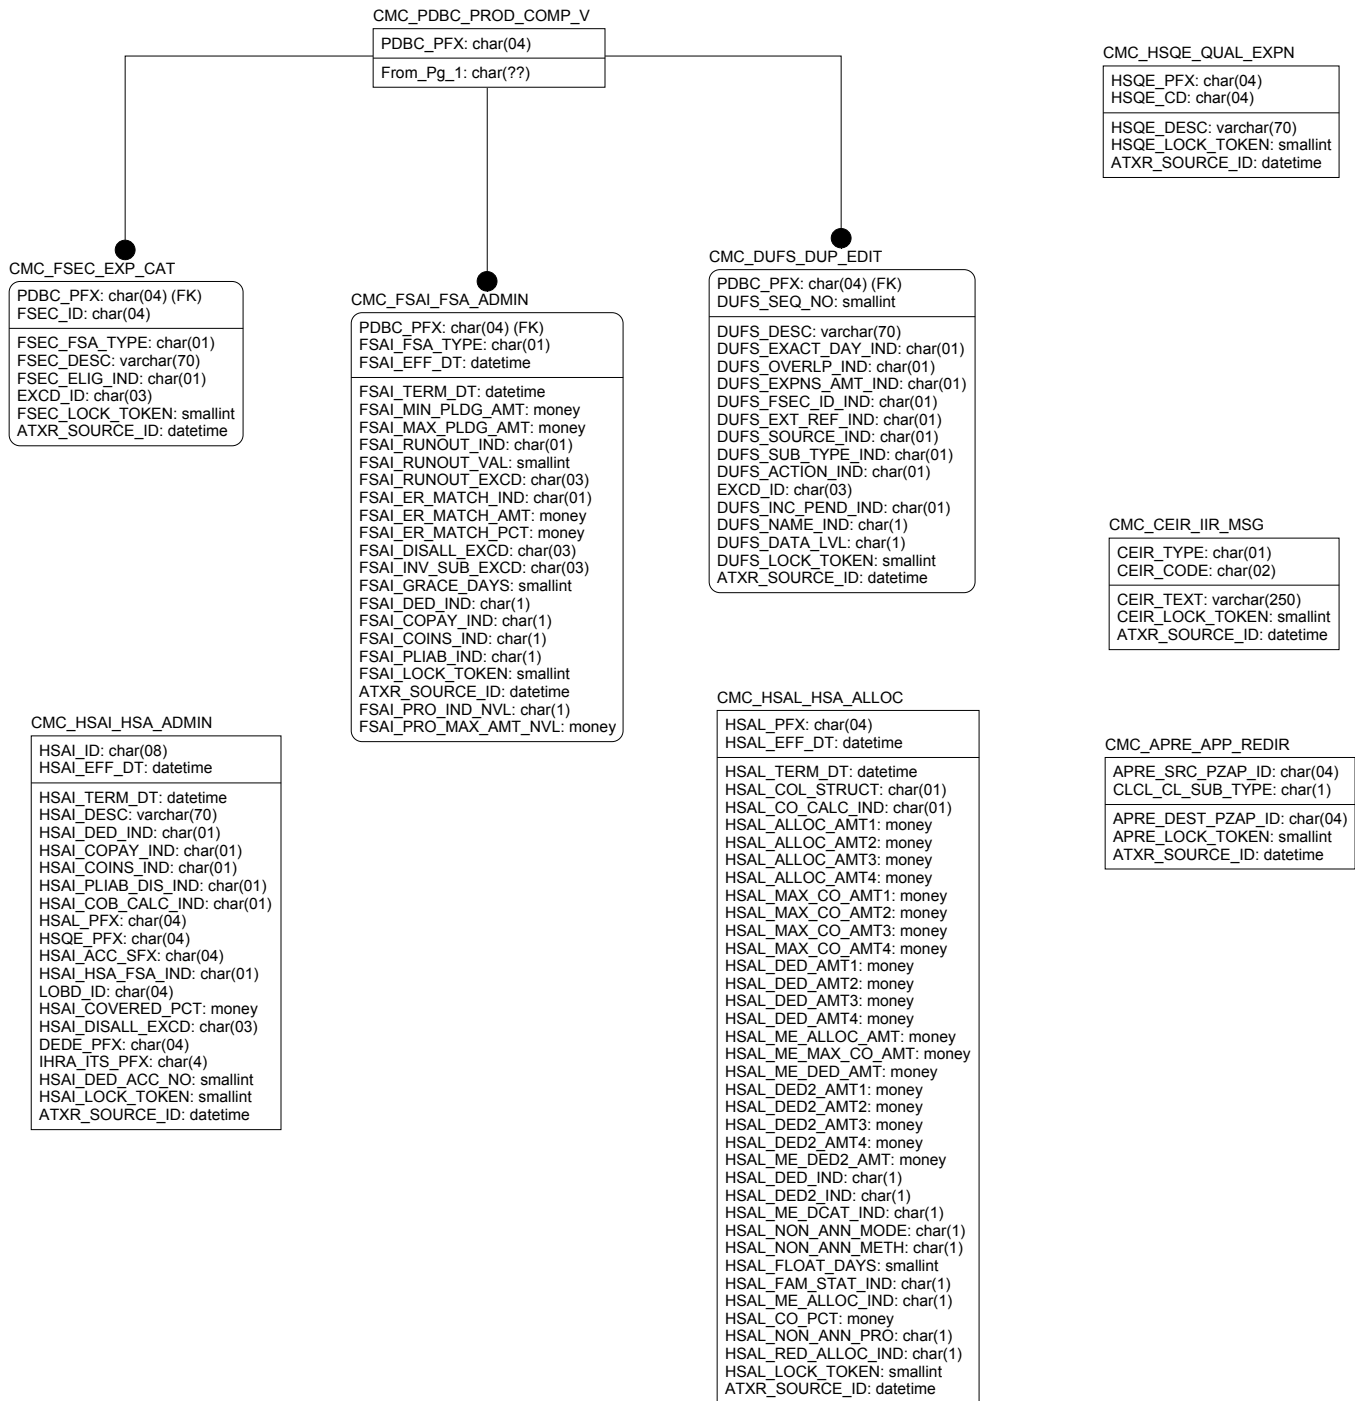 CMC_PDBC_PROD_COMP_V
PDBC_PFX: char(04)
From_Pg_1: char(??)
CMC_HSQE_QUAL_EXPN
HSQE_PFX: char(04)
HSQE_CD: char(04)
HSQE_DESC: varchar(70)
HSQE_LOCK_TOKEN: smallint
ATXR_SOURCE_ID: datetime
CMC_FSEC_EXP_CAT
PDBC_PFX: char(04) (FK)
FSEC_ID: char(04)
FSEC_FSA_TYPE: char(01)
FSEC_DESC: varchar(70)
FSEC_ELIG_IND: char(01)
EXCD_ID: char(03)
FSEC_LOCK_TOKEN: smallint
ATXR_SOURCE_ID: datetime
CMC_FSAI_FSA_ADMIN
PDBC_PFX: char(04) (FK)
FSAI_FSA_TYPE: char(01)
FSAI_EFF_DT: datetime
FSAI_TERM_DT: datetime
FSAI_MIN_PLDG_AMT: money
FSAI_MAX_PLDG_AMT: money
FSAI_RUNOUT_IND: char(01)
FSAI_RUNOUT_VAL: smallint
FSAI_RUNOUT_EXCD: char(03)
FSAI_ER_MATCH_IND: char(01)
FSAI_ER_MATCH_AMT: money
FSAI_ER_MATCH_PCT: money
FSAI_DISALL_EXCD: char(03)
FSAI_INV_SUB_EXCD: char(03)
FSAI_GRACE_DAYS: smallint
FSAI_DED_IND: char(1)
FSAI_COPAY_IND: char(1)
FSAI_COINS_IND: char(1)
FSAI_PLIAB_IND: char(1)
FSAI_LOCK_TOKEN: smallint
ATXR_SOURCE_ID: datetime
FSAI_PRO_IND_NVL: char(1)
FSAI_PRO_MAX_AMT_NVL: money
CMC_DUFS_DUP_EDIT
PDBC_PFX: char(04) (FK)
DUFS_SEQ_NO: smallint
DUFS_DESC: varchar(70)
DUFS_EXACT_DAY_IND: char(01)
DUFS_OVERLP_IND: char(01)
DUFS_EXPNS_AMT_IND: char(01)
DUFS_FSEC_ID_IND: char(01)
DUFS_EXT_REF_IND: char(01)
DUFS_SOURCE_IND: char(01)
DUFS_SUB_TYPE_IND: char(01)
DUFS_ACTION_IND: char(01)
EXCD_ID: char(03)
DUFS_INC_PEND_IND: char(01)
DUFS_NAME_IND: char(1)
DUFS_DATA_LVL: char(1)
DUFS_LOCK_TOKEN: smallint
ATXR_SOURCE_ID: datetime
CMC_CEIR_IIR_MSG
CEIR_TYPE: char(01)
CEIR_CODE: char(02)
CEIR_TEXT: varchar(250)
CEIR_LOCK_TOKEN: smallint
ATXR_SOURCE_ID: datetime
CMC_HSAI_HSA_ADMIN
HSAI_ID: char(08)
HSAI_EFF_DT: datetime
HSAI_TERM_DT: datetime
HSAI_DESC: varchar(70)
HSAI_DED_IND: char(01)
HSAI_COPAY_IND: char(01)
HSAI_COINS_IND: char(01)
HSAI_PLIAB_DIS_IND: char(01)
HSAI_COB_CALC_IND: char(01)
HSAL_PFX: char(04)
HSQE_PFX: char(04)
HSAI_ACC_SFX: char(04)
HSAI_HSA_FSA_IND: char(01)
LOBD_ID: char(04)
HSAI_COVERED_PCT: money
HSAI_DISALL_EXCD: char(03)
DEDE_PFX: char(04)
IHRA_ITS_PFX: char(4)
HSAI_DED_ACC_NO: smallint
HSAI_LOCK_TOKEN: smallint
ATXR_SOURCE_ID: datetime
CMC_HSAL_HSA_ALLOC
HSAL_PFX: char(04)
HSAL_EFF_DT: datetime
HSAL_TERM_DT: datetime
HSAL_COL_STRUCT: char(01)
HSAL_CO_CALC_IND: char(01)
HSAL_ALLOC_AMT1: money
HSAL_ALLOC_AMT2: money
HSAL_ALLOC_AMT3: money
HSAL_ALLOC_AMT4: money
HSAL_MAX_CO_AMT1: money
HSAL_MAX_CO_AMT2: money
HSAL_MAX_CO_AMT3: money
HSAL_MAX_CO_AMT4: money
HSAL_DED_AMT1: money
HSAL_DED_AMT2: money
HSAL_DED_AMT3: money
HSAL_DED_AMT4: money
HSAL_ME_ALLOC_AMT: money
HSAL_ME_MAX_CO_AMT: money
HSAL_ME_DED_AMT: money
HSAL_DED2_AMT1: money
HSAL_DED2_AMT2: money
HSAL_DED2_AMT3: money
HSAL_DED2_AMT4: money
HSAL_ME_DED2_AMT: money
HSAL_DED_IND: char(1)
HSAL_DED2_IND: char(1)
HSAL_ME_DCAT_IND: char(1)
HSAL_NON_ANN_MODE: char(1)
HSAL_NON_ANN_METH: char(1)
HSAL_FLOAT_DAYS: smallint
HSAL_FAM_STAT_IND: char(1)
HSAL_ME_ALLOC_IND: char(1)
HSAL_CO_PCT: money
HSAL_NON_ANN_PRO: char(1)
HSAL_RED_ALLOC_IND: char(1)
HSAL_LOCK_TOKEN: smallint
ATXR_SOURCE_ID: datetime
CMC_APRE_APP_REDIR
APRE_SRC_PZAP_ID: char(04)
CLCL_CL_SUB_TYPE: char(1)
APRE_DEST_PZAP_ID: char(04)
APRE_LOCK_TOKEN: smallint
ATXR_SOURCE_ID: datetime